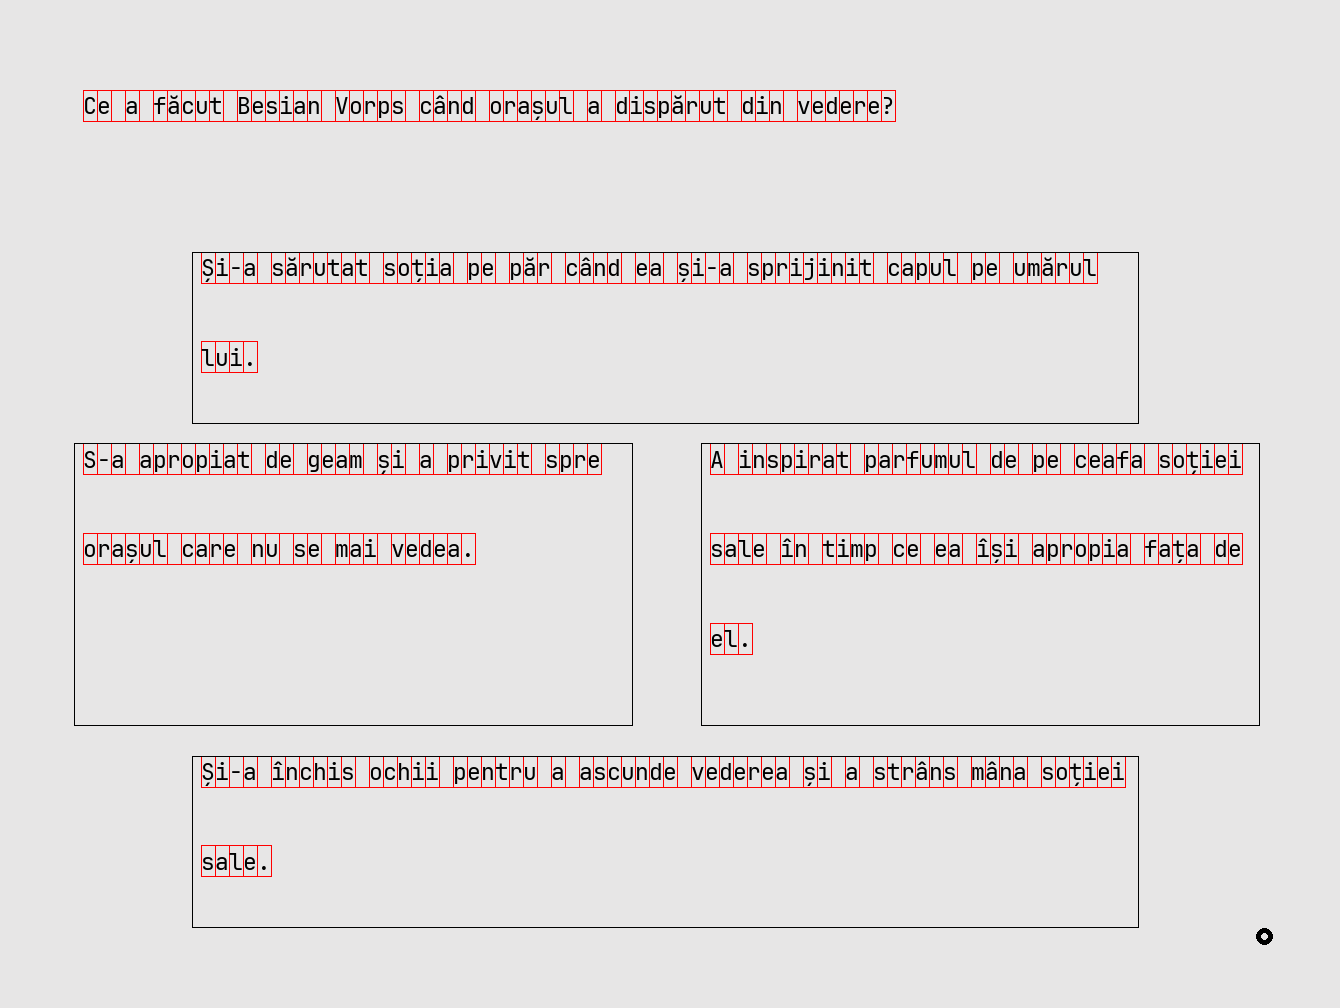 Ce a făcut Besian Vorps când orașul a dispărut din vedere?
Și-a sărutat soția pe păr când ea și-a sprijinit capul pe umărul
lui.
S-a apropiat de geam și a privit spre
orașul care nu se mai vedea.
A inspirat parfumul de pe ceafa soției
sale în timp ce ea își apropia fața de
el.
Și-a închis ochii pentru a ascunde vederea și a strâns mâna soției
sale.